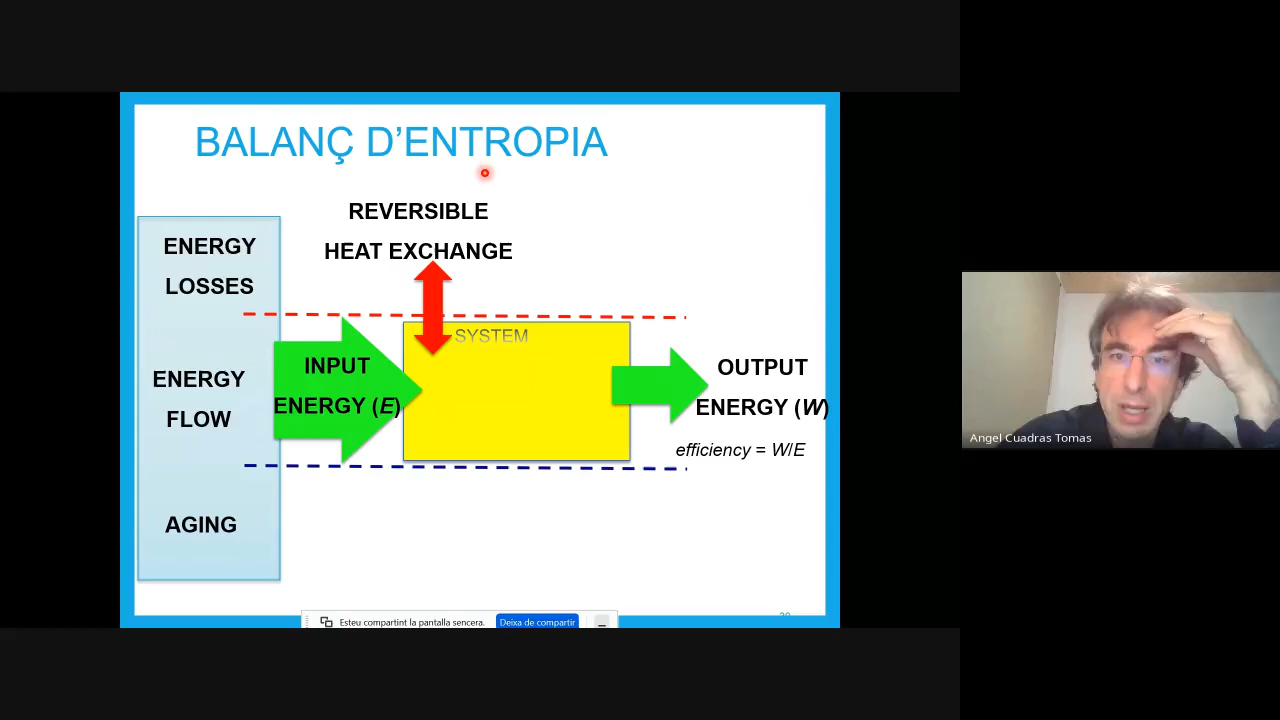 BALANÇ D’ENTROPIA
REVERSIBLE
HEAT EXCHANGE
ENERGY
LOSSES
SYSTEM
INPUT
ENERGY (E)
ENERGY
FLOW
OUTPUT
ENERGY (W)
efficiency = W/E
AGING
Esteu compartint la pantalla sencera.
Deixa de compartir
Angel Cuadras Tomas